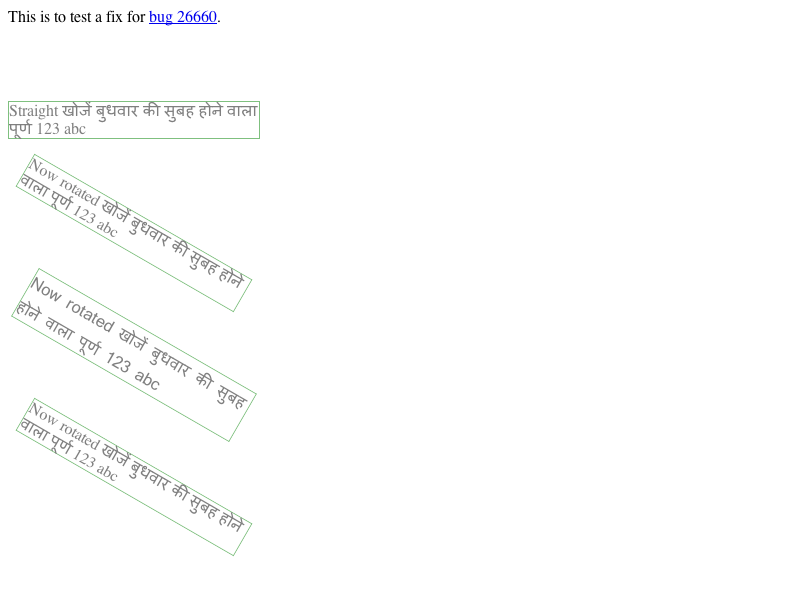 This is to test a fix for bug 26660.
Straight खोजें बुधवार की सुबह होने वाला
पूर्ण 123 abc
Now rotated खोजें बुधवार की सुबह होने
वाला पूर्ण 123 abc
Now rotated खोजें बुधवार की सुबह
होने वाला पूर्ण 123 abc
Now rotated खोजें बुधवार की सुबह होने
वाला पूर्ण 123 abc